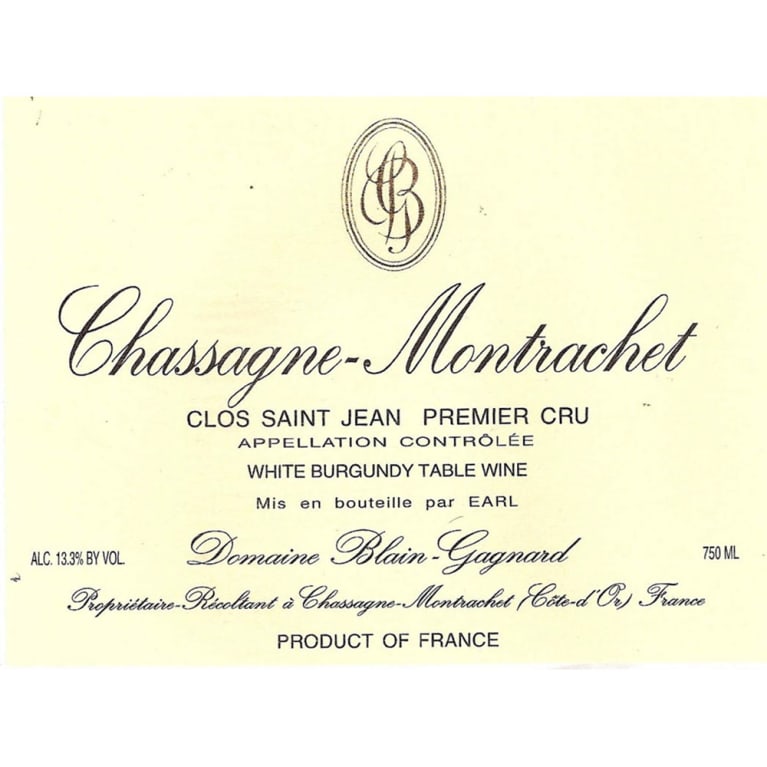 Chassagne-Montrachet
CLOS SAINT JEAN PREMIER CRU
APPELLATION CONTRÔLÉE
WHITE BURGUNDY TABLE WINE
Mis en bouteille par EARL
ALC. 13.3% BY VOL.
Domaine Blain-Gagnard
750 ML
Propriétaire-Récoltant à Chassagne-Montrachet (Côte-d'Or) France
PRODUCT OF FRANCE